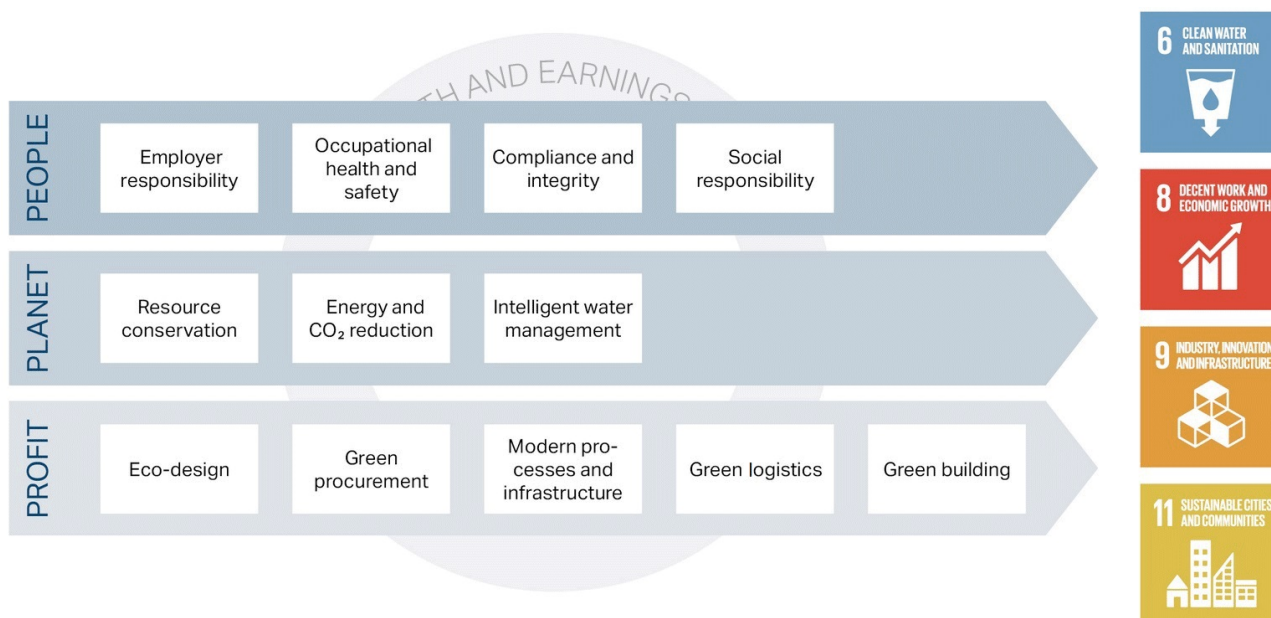 AND EARNINGS
PEOPLE
Employer
responsibility
Occupational
health and
safety
Compliance and
integrity
Social
responsibility
PLANET
Resource
conservation
Energy and
CO₂ reduction
Intelligent water
management
PROFIT
Eco-design
Green
procurement
Modern pro-
cesses and
infrastructure
Green logistics
Green building
6 CLEAN WATER
AND SANITATION
8 DECENT WORK AND
ECONOMIC GROWTH
9 INDUSTRY, INNOVATION
AND INFRASTRUCTURE
11 SUSTAINABLE CITIES
AND COMMUNITIES